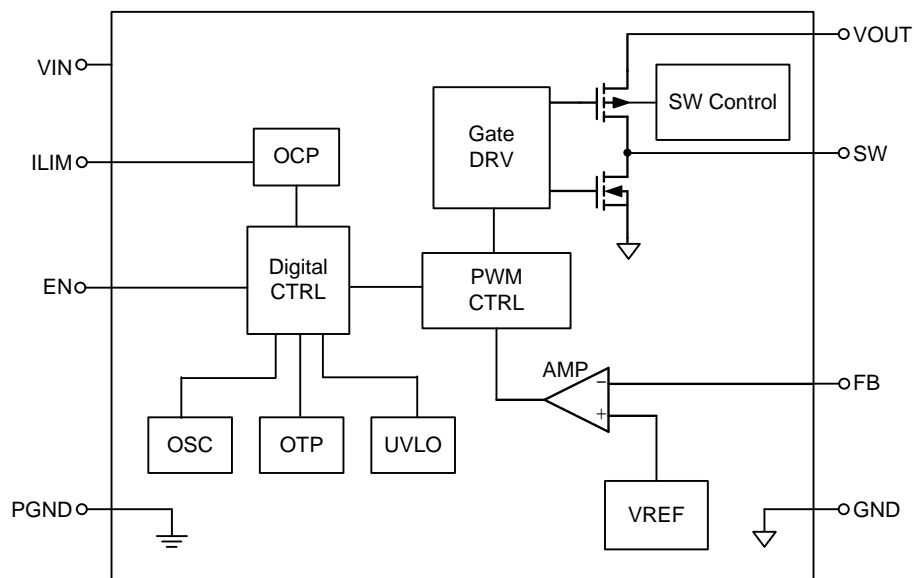 VOUT
VIN
SW Control
Gate
DRV
OCP
ILIM
SW
Digital
CTRL
PWM
CTRL
EN
AMP
−
FB
+
OSC
OTP
UVLO
PGND
VREF
GND